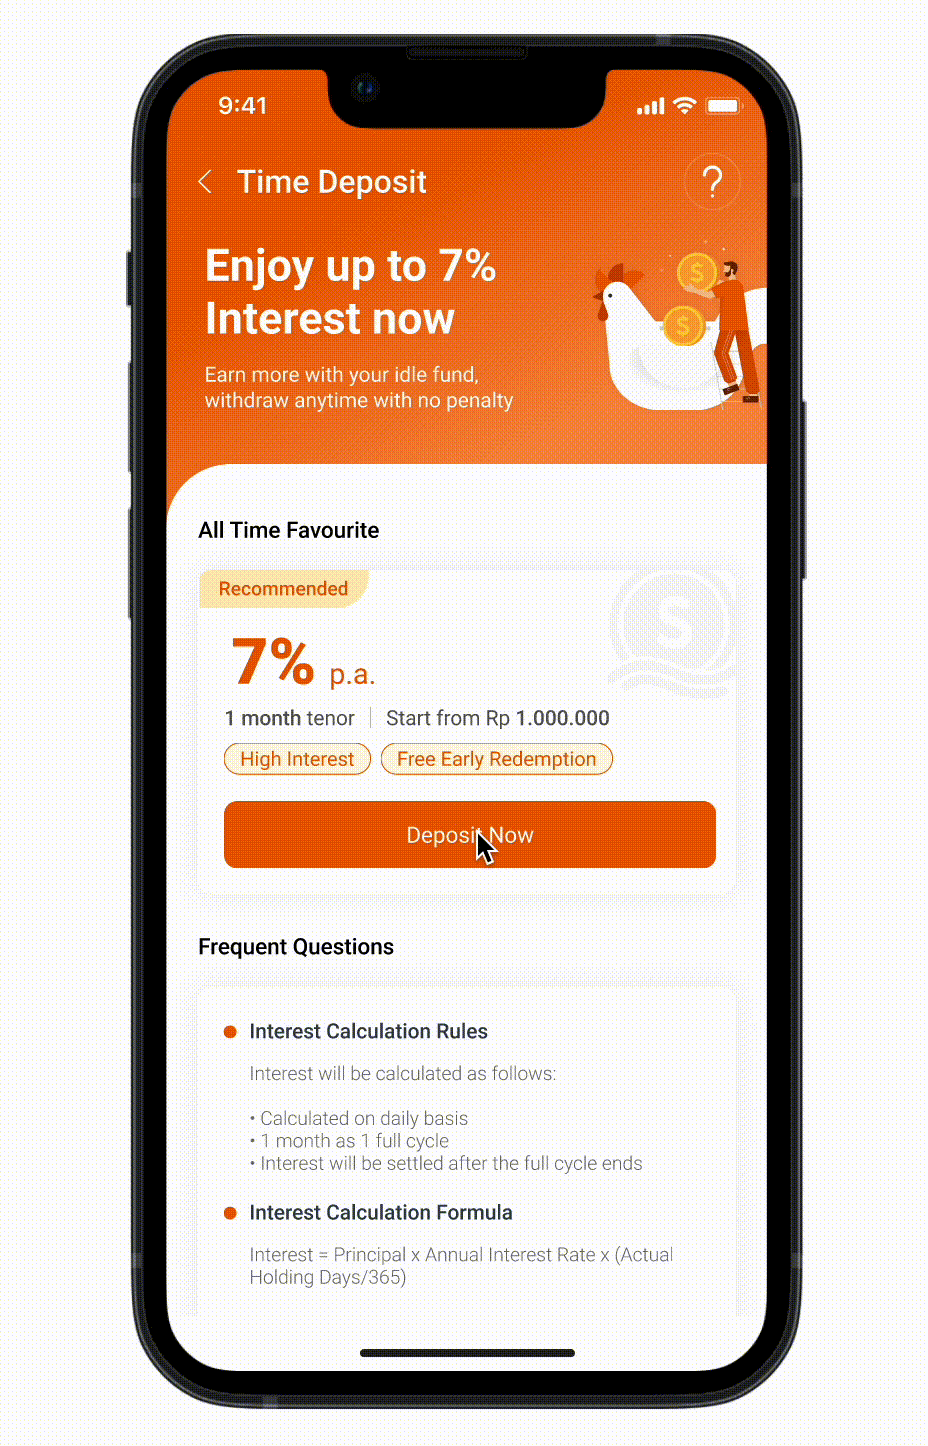 9:41
Time Deposit
?
Enjoy up to 7%
Interest now
Earn more with your idle fund,
withdraw anytime with no penalty
$
$
All Time Favourite
Recommended
$
7% p.a.
1 month tenor | Start from Rp 1.000.000
High Interest Free Early Redemption
Deposit Now
Frequent Questions
Interest Calculation Rules
Interest will be calculated as follows:
• Calculated on daily basis
• 1 month as 1 full cycle
• Interest will be settled after the full cycle ends
Interest Calculation Formula
Interest = Principal x Annual Interest Rate x (Actual
Holding Days/365)